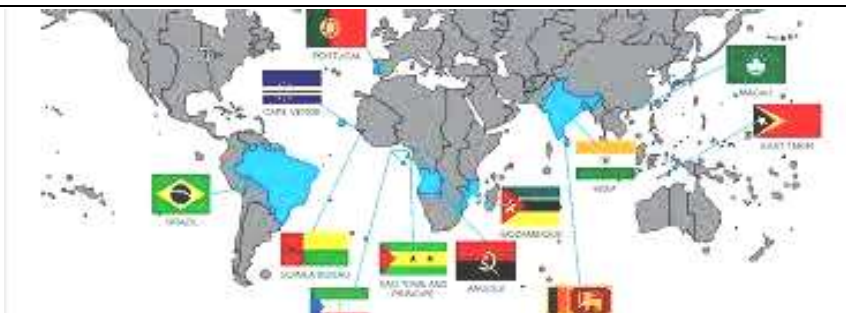 PORTUGAL
CAPE VERDE
MACAU
EAST TIMOR
BRAZIL
INDIA
MOZAMBIQUE
GUINEA BISSAU
SAO TOME AND
PRINCIPE
ANGOLA